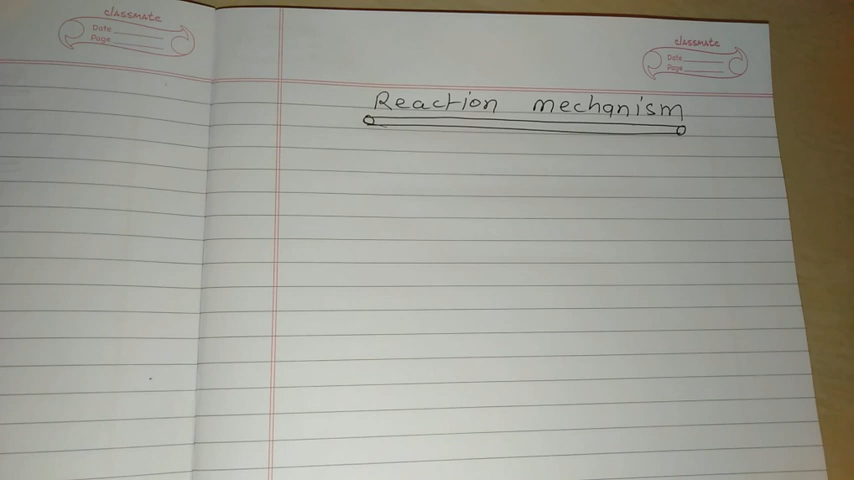 classmate
Date
Page
classmate
Date
Page
Reaction mechanism